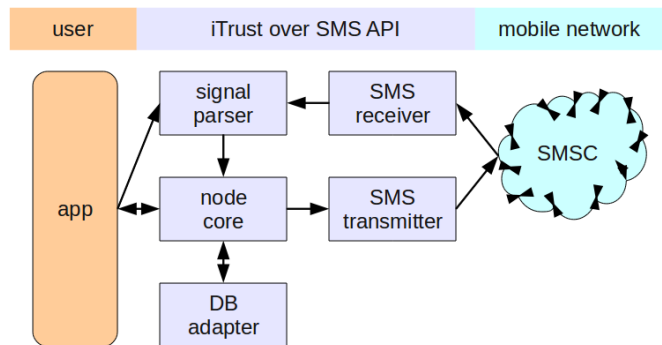 user
iTrust over SMS API
mobile network
signal
parser
SMS
receiver
SMSC
app
node
core
SMS
transmitter
DB
adapter